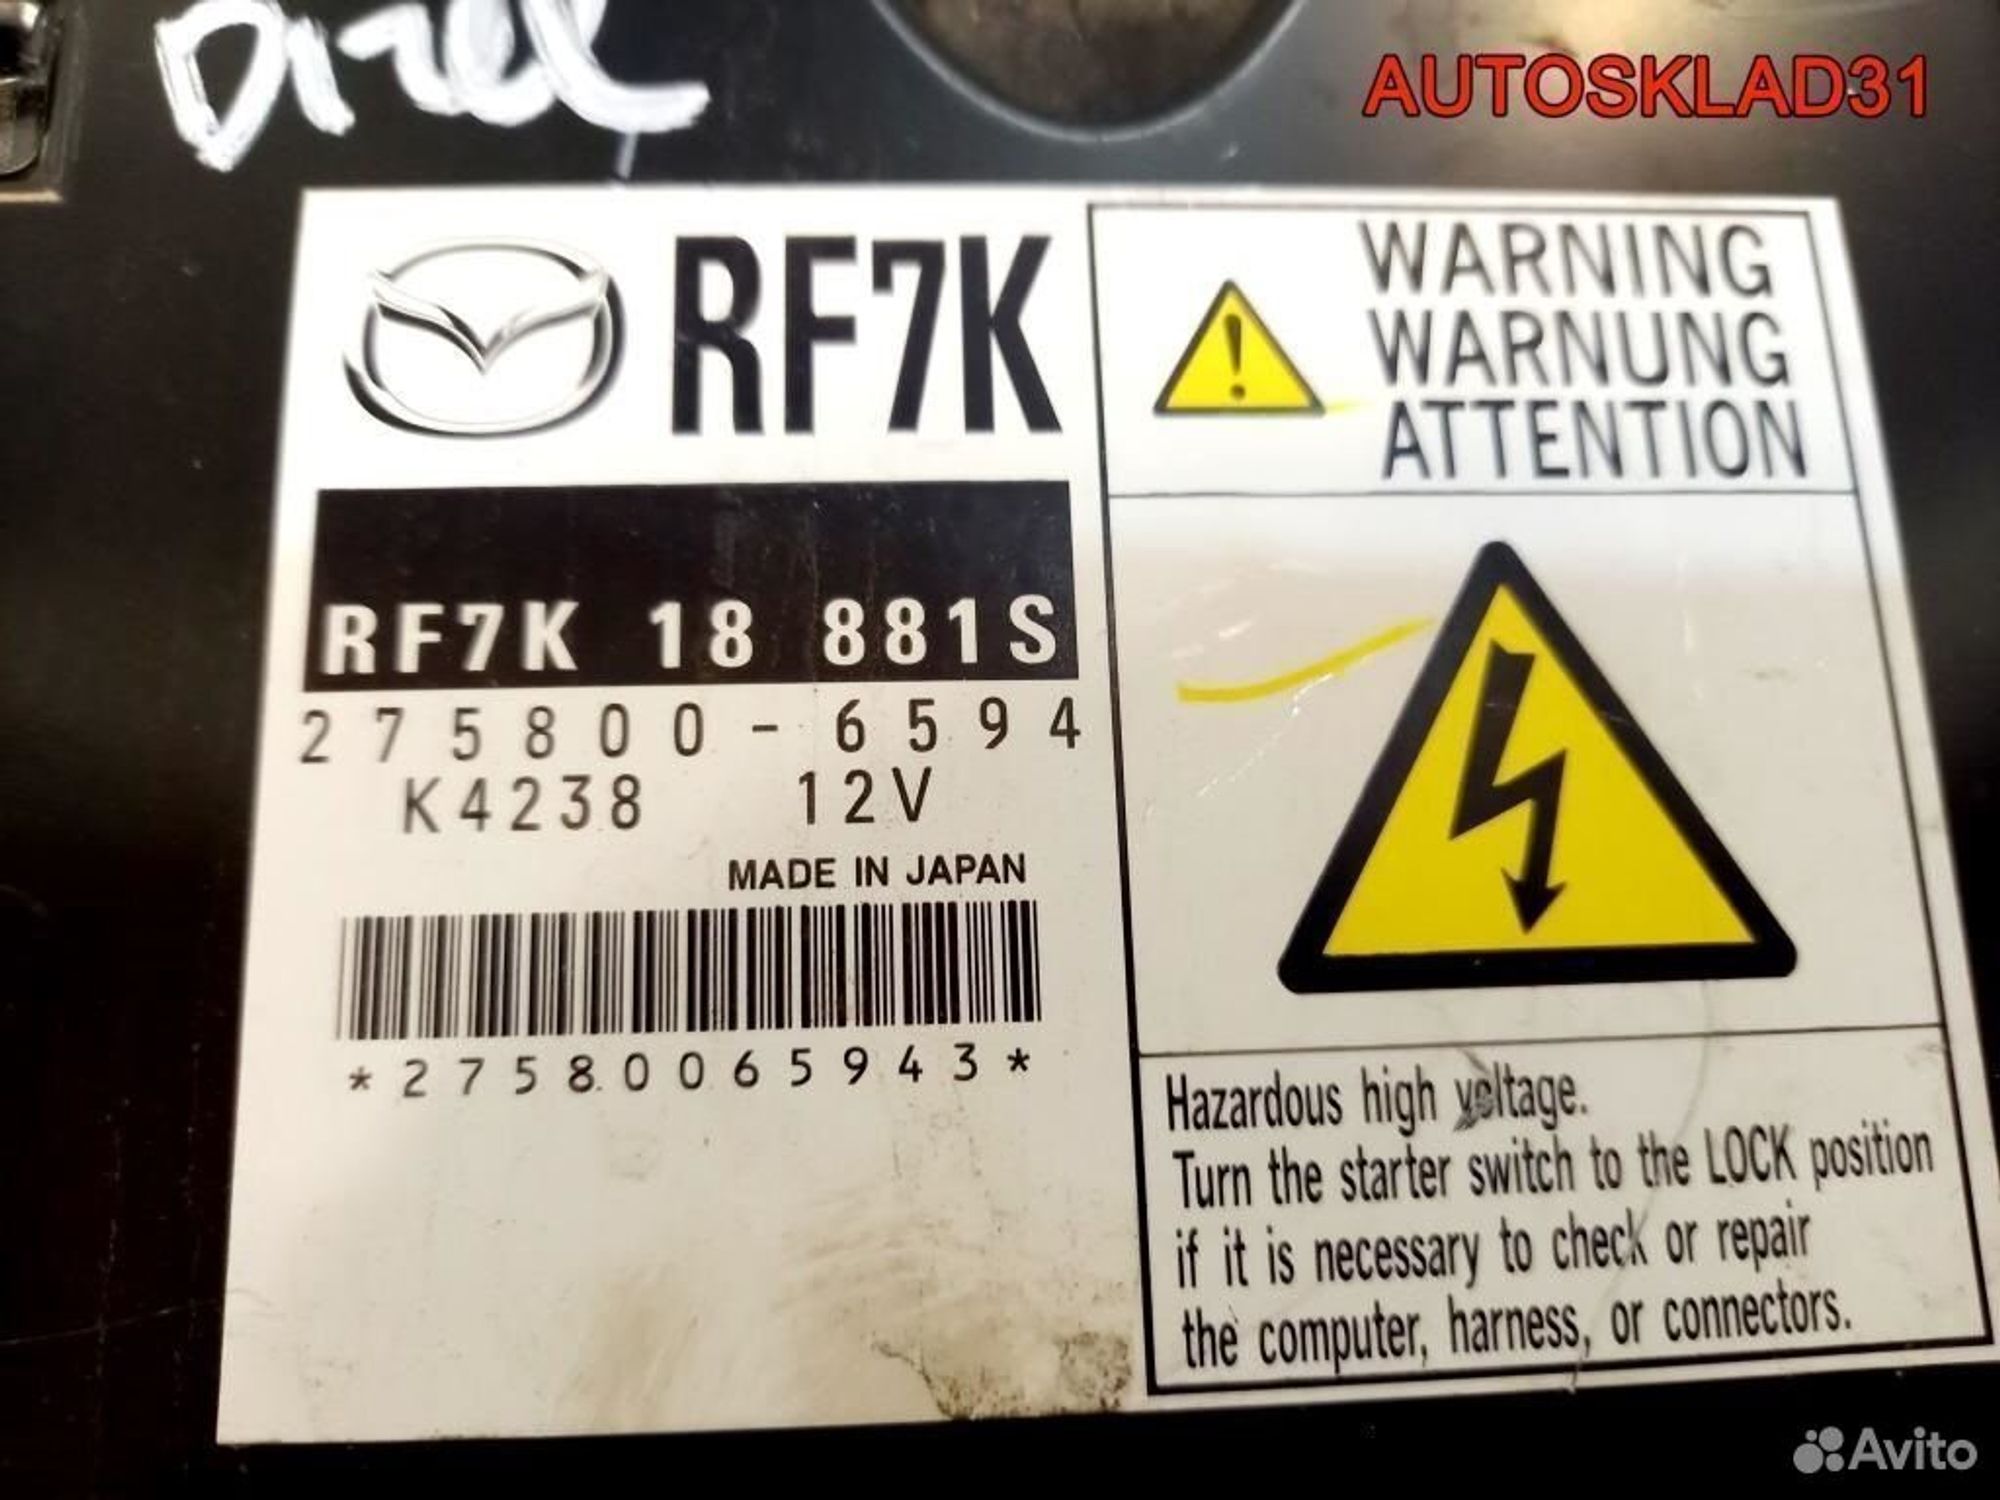 Dizel
AUTOSKLAD31
RF7K
RF7K 18 881S
275800-6594
K4238 12V
MADE IN JAPAN
*27580065943*
WARNING
WARNUNG
ATTENTION
Hazardous high voltage.
Turn the starter switch to the LOCK position
if it is necessary to check or repair
the computer, harness, or connectors.
Avito